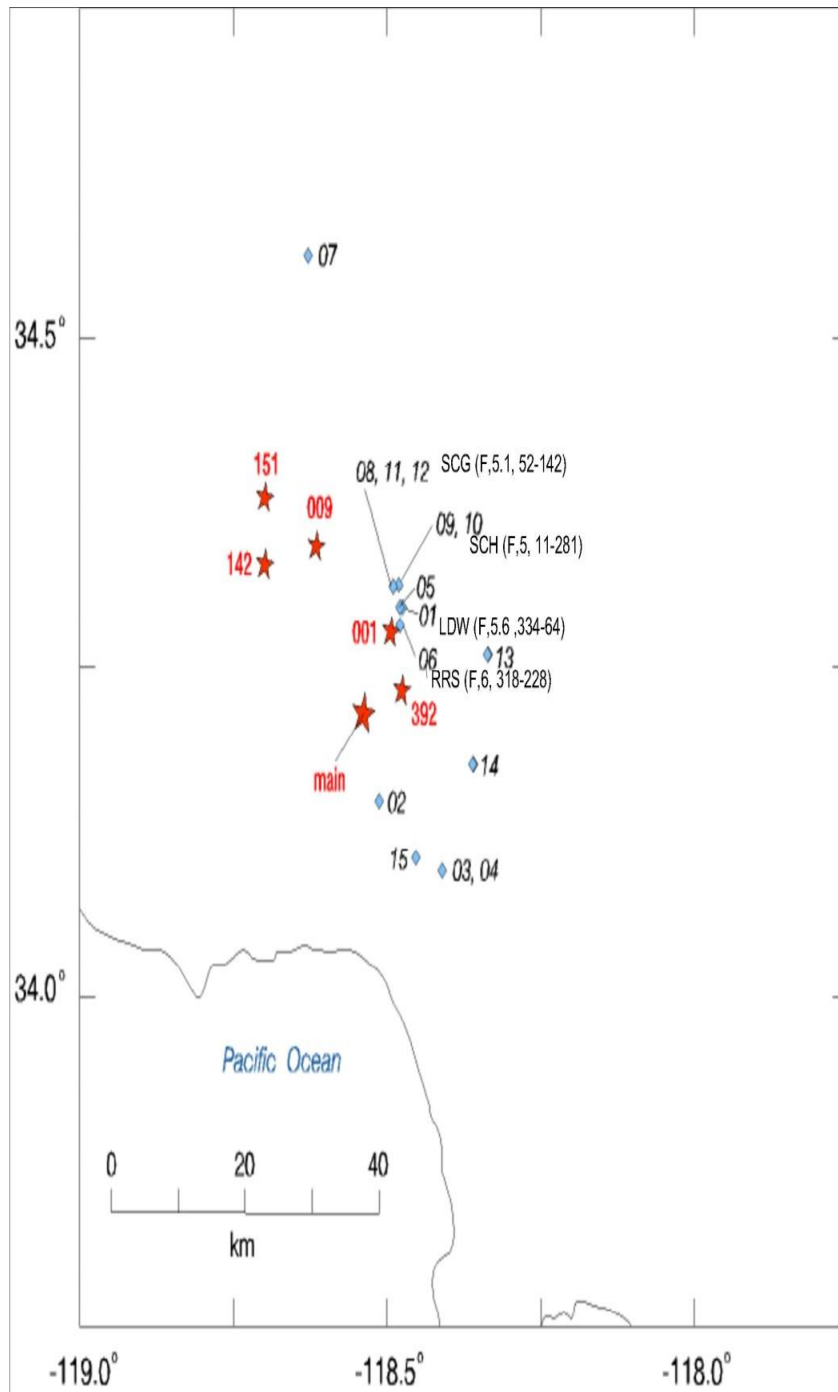 07
34.5°
151
08, 11, 12 SCG (F,5.1, 52-142)
009
09, 10
SCH (F,5, 11-281)
142
05
01 LDW (F,5.6 ,334-64)
001
06
13
RRS (F,6, 318-228)
392
main
14
02
15
03, 04
34.0°
Pacific Ocean
0 20 40
km
-119.0° -118.5° -118.0°